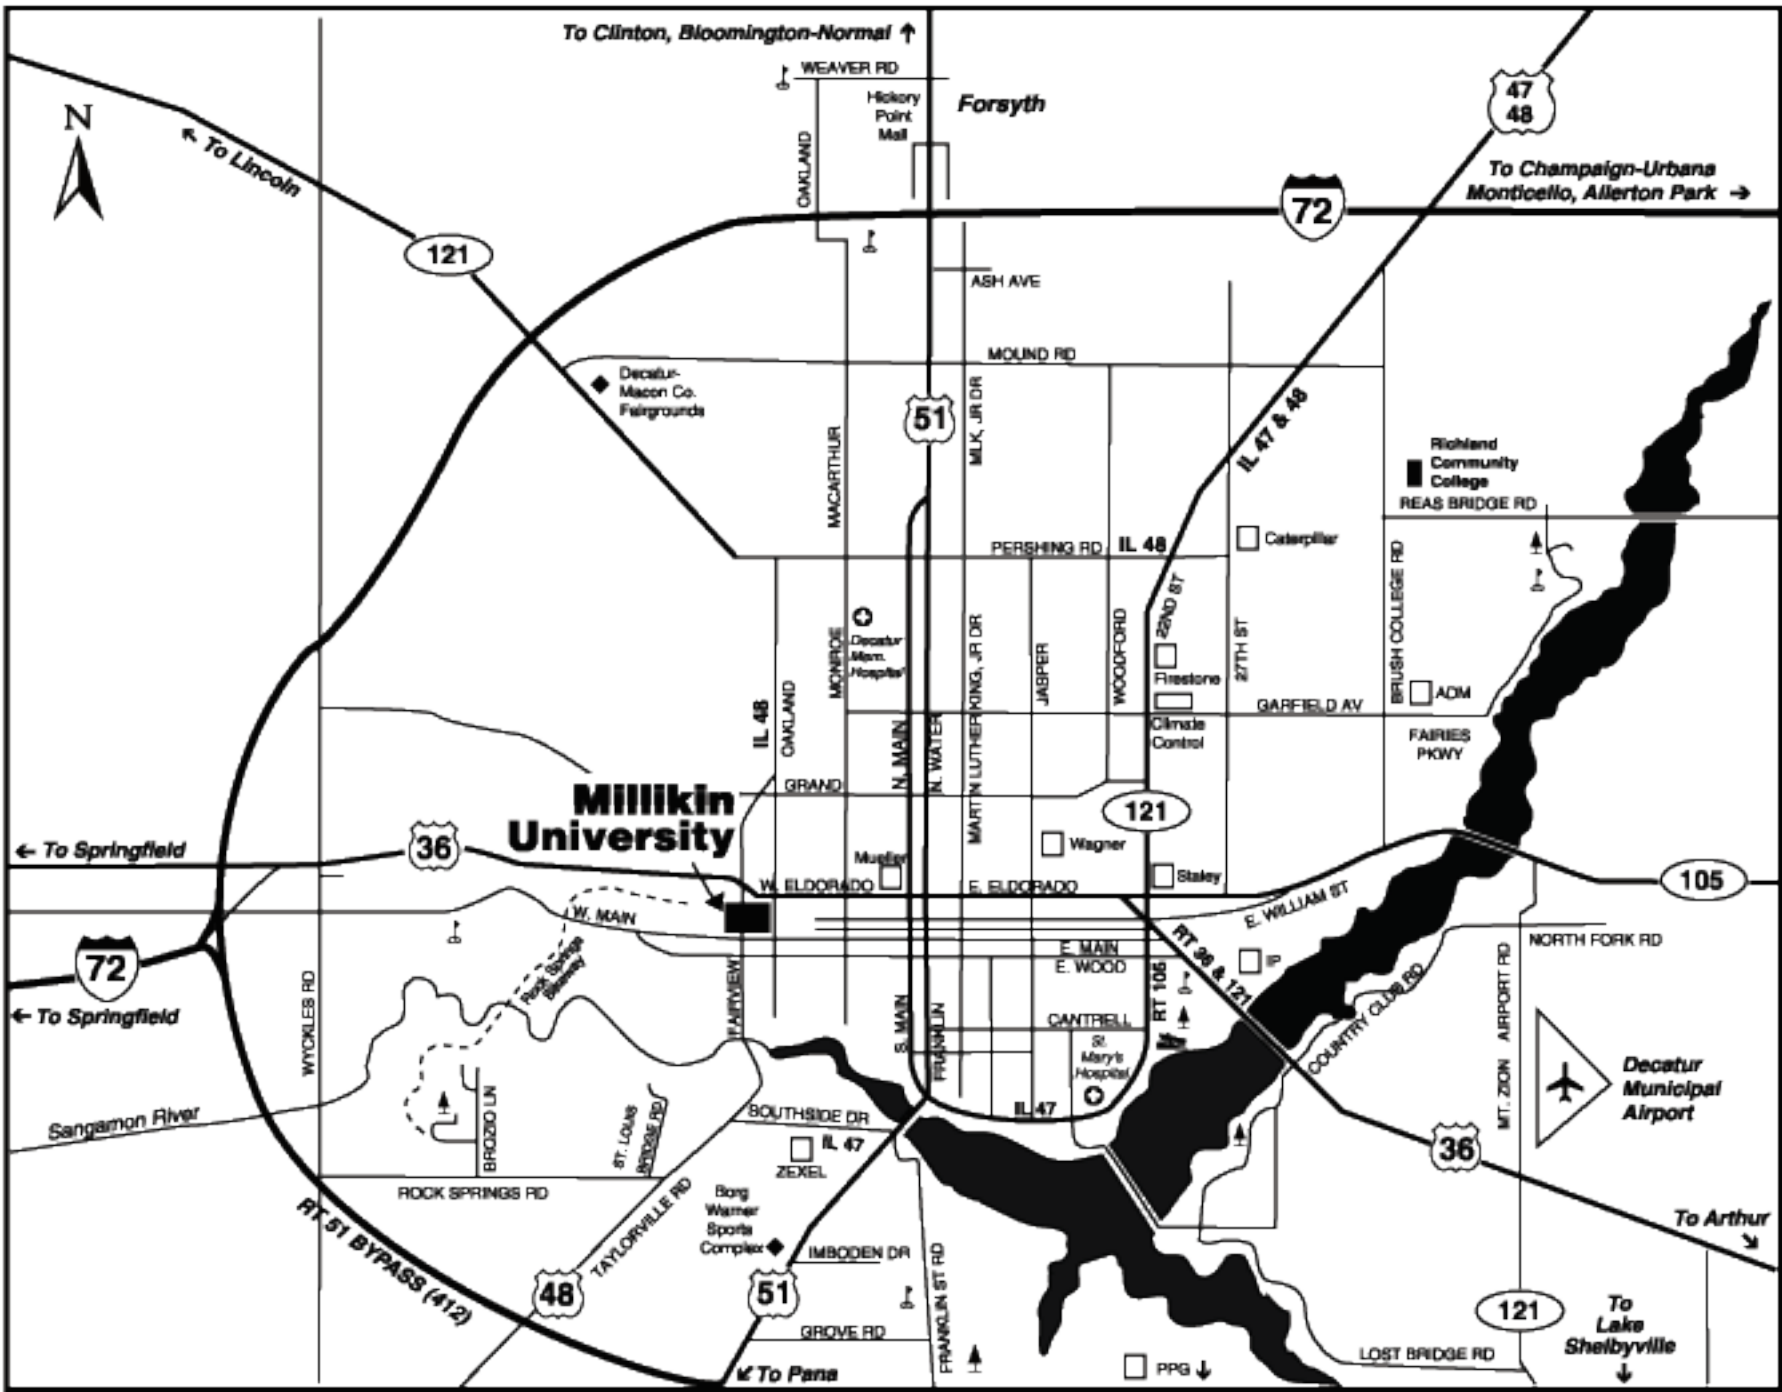 To Clinton, Bloomington-Normal ↑
WEAVER RD
Hickory
Point
Mall
Forsyth
47
48
N
↖ To Lincoln
OAKLAND
To Champaign-Urbana
Monticello, Allerton Park →
72
121
ASH AVE
MOUND RD
Decatur-
Macon Co.
Fairgrounds
51
MLK, JR DR
MACARTHUR
IL 47 & 48
Richland
Community
College
REAS BRIDGE RD
PERSHING RD
IL 48
Caterpillar
BRUSH COLLEGE RD
22ND ST
27TH ST
WOODFORD
JASPER
MARTIN LUTHER KING, JR DR
MONROE
Decatur
Mem.
Hospital
Firestone
ADM
GARFIELD AV
Climate
Control
FAIRIES
PKWY
IL 48
OAKLAND
N. MAIN
N. WATER
GRAND
Millikin
University
121
← To Springfield
36
Mueller
Wagner
Staley
W. ELDORADO
E. ELDORADO
105
E. WILLIAM ST
W. MAIN
RT 36 & 121
E. MAIN
E. WOOD
IP
NORTH FORK RD
72
← To Springfield
Rock Springs
Bikeway
WYCKLES RD
FAIRVIEW
S. MAIN
FRANKLIN
RT 105
CANTRELL
St.
Mary's
Hospital
COUNTRY CLUB RD
MT. ZION AIRPORT RD
Decatur
Municipal
Airport
Sangamon River
BROZIO LN
ST. LOUIS
BRIDGE RD
SOUTHSIDE DR
IL 47
IL 47
ZEXEL
36
ROCK SPRINGS RD
TAYLORVILLE RD
Borg
Warner
Sports
Complex
IMBODEN DR
To Arthur
↘
RT 51 BYPASS (412)
48
51
FRANKLIN ST RD
121
To
Lake
Shelbyville
↓
GROVE RD
LOST BRIDGE RD
↙ To Pana
PPG ↓